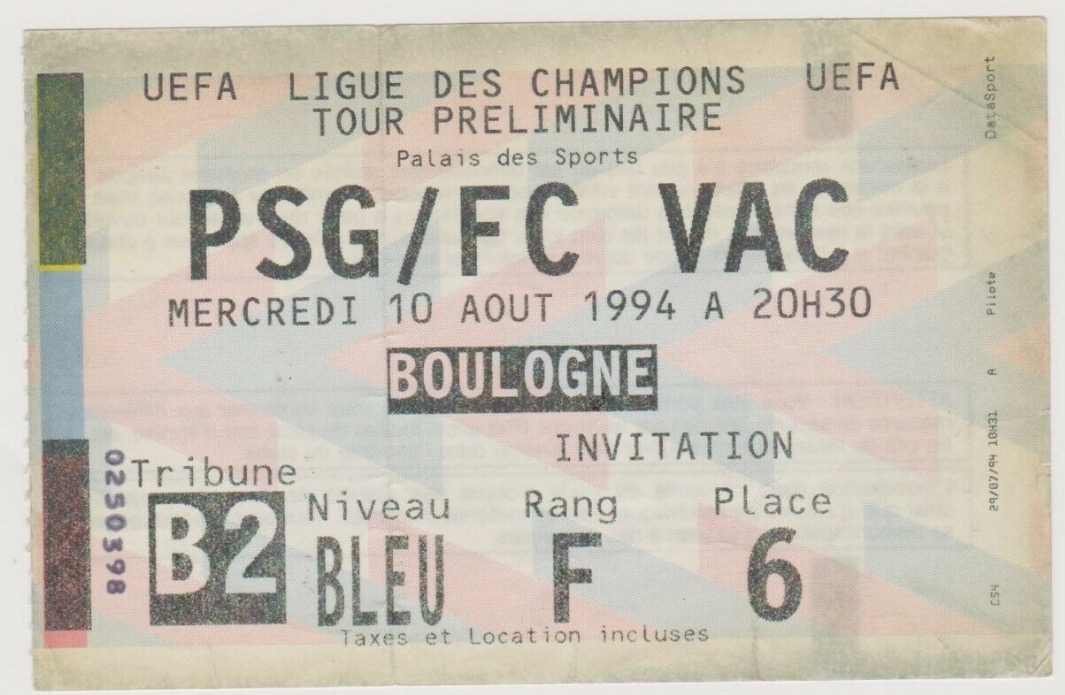 UEFA LIGUE DES CHAMPIONS UEFA
TOUR PRELIMINAIRE
Palais des Sports
PSG/FC VAC
MERCREDI 10 AOUT 1994 A 20H30
BOULOGNE
INVITATION
Tribune Niveau Rang Place
B2 BLEU F 6
Taxes et Location incluses
0250398
DataSport
Pilote
A
29/07/94 10H31